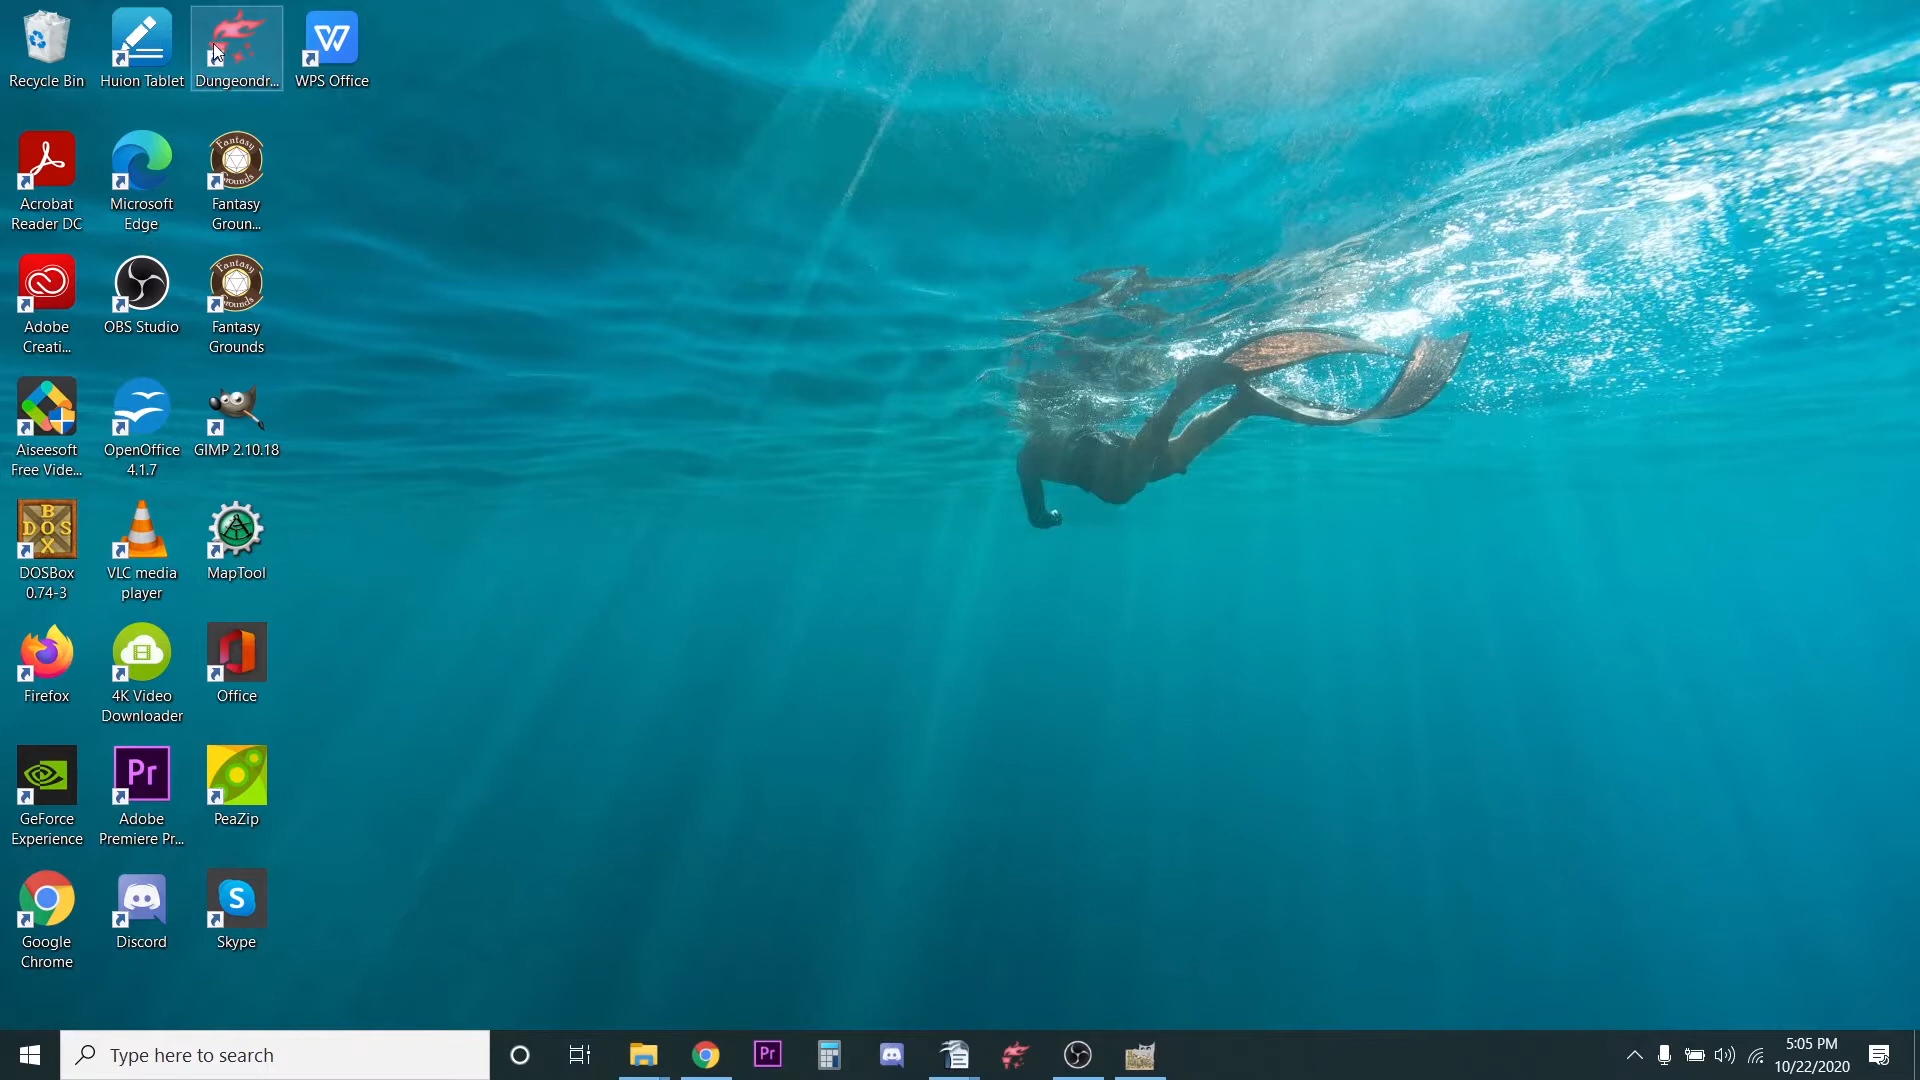 Recycle Bin
Huion Tablet
Dungeondr...
WPS Office
Acrobat
Reader DC
Microsoft
Edge
Fantasy
Groun...
Adobe
Creati...
OBS Studio
Fantasy
Grounds
Aiseesoft
Free Vide...
OpenOffice
4.1.7
GIMP 2.10.18
DOSBox
0.74-3
VLC media
player
MapTool
Firefox
4K Video
Downloader
Office
GeForce
Experience
Pr
Adobe
Premiere Pr...
PeaZip
Google
Chrome
Discord
Skype
Type here to search
Pr
5:05 PM
10/22/2020